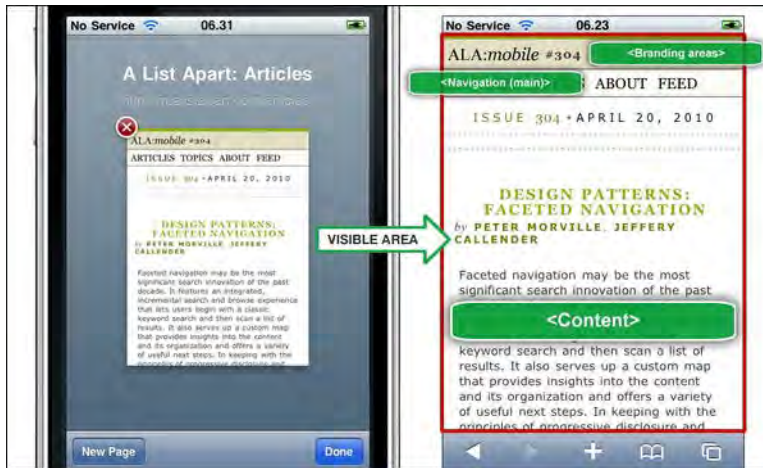 No Service 06.31
A List Apart: Articles
ALA:mobile #304
ARTICLES TOPICS ABOUT FEED
ISSUE 304 • APRIL 20, 2010
DESIGN PATTERNS:
FACETED NAVIGATION
by PETER MORVILLE, JEFFERY
CALLENDER
Faceted navigation may be the most
significant search innovation of the past
decade. It features an integrated,
incremental search and browse experience
that lets users begin with a classic
keyword search and then scan a list of
results. It also serves up a custom map
that provides insights into the content
and its organization and offers a variety
of useful next steps. In keeping with the
principles of progressive disclosure and
New Page
Done
VISIBLE AREA
No Service 06.23
ALA:mobile #304
<Branding areas>
<Navigation (main)>
ABOUT FEED
ISSUE 304 • APRIL 20, 2010
DESIGN PATTERNS:
FACETED NAVIGATION
by PETER MORVILLE, JEFFERY
CALLENDER
Faceted navigation may be the most
significant search innovation of the past
<Content>
keyword search and then scan a list of
results. It also serves up a custom map
that provides insights into the content
and its organization and offers a variety
of useful next steps. In keeping with the
principles of progressive disclosure and